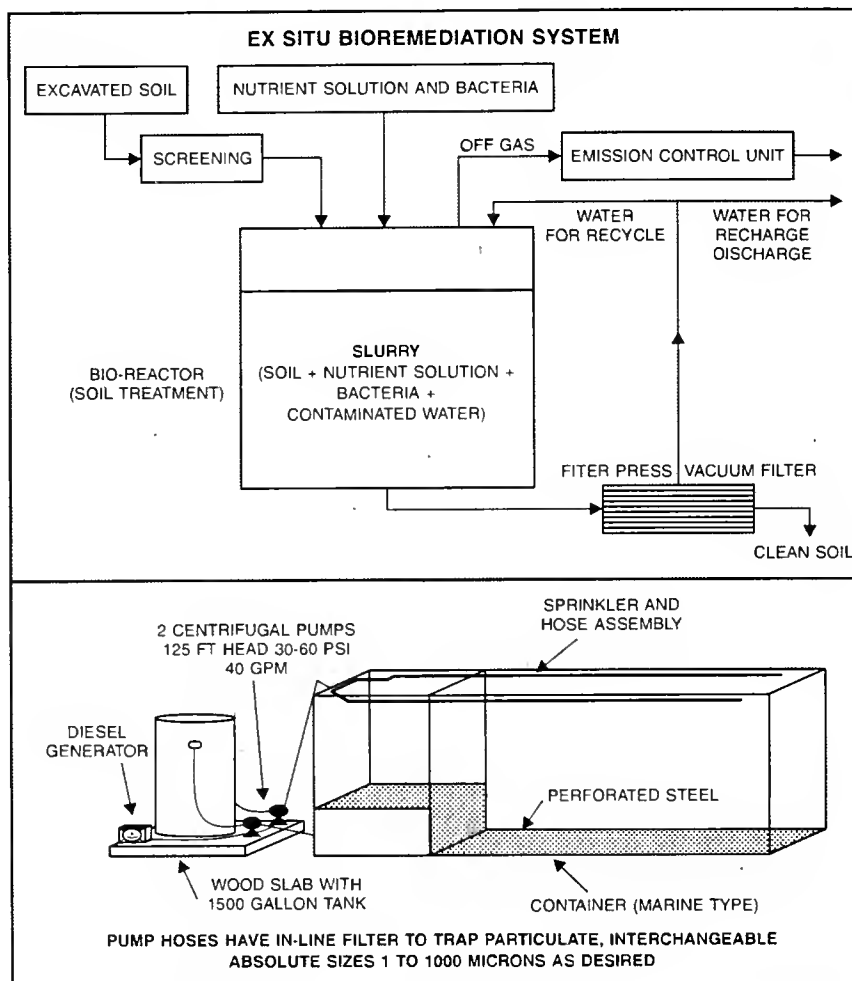 EX SITU BIOREMEDIATION SYSTEM
EXCAVATED SOIL
NUTRIENT SOLUTION AND BACTERIA
SCREENING
OFF GAS
EMISSION CONTROL UNIT
WATER
FOR RECYCLE
WATER FOR
RECHARGE
OISCHARGE
BIO-REACTOR
(SOIL TREATMENT)
SLURRY
(SOIL + NUTRIENT SOLUTION +
BACTERIA +
CONTAMINATED WATER)
FITER PRESS
VACUUM FILTER
CLEAN SOIL
2 CENTRIFUGAL PUMPS
125 FT HEAD 30-60 PSI
40 GPM
SPRINKLER AND
HOSE ASSEMBLY
DIESEL
GENERATOR
PERFORATED STEEL
WOOD SLAB WITH
1500 GALLON TANK
CONTAINER (MARINE TYPE)
PUMP HOSES HAVE IN-LINE FILTER TO TRAP PARTICULATE, INTERCHANGEABLE
ABSOLUTE SIZES 1 TO 1000 MICRONS AS DESIRED